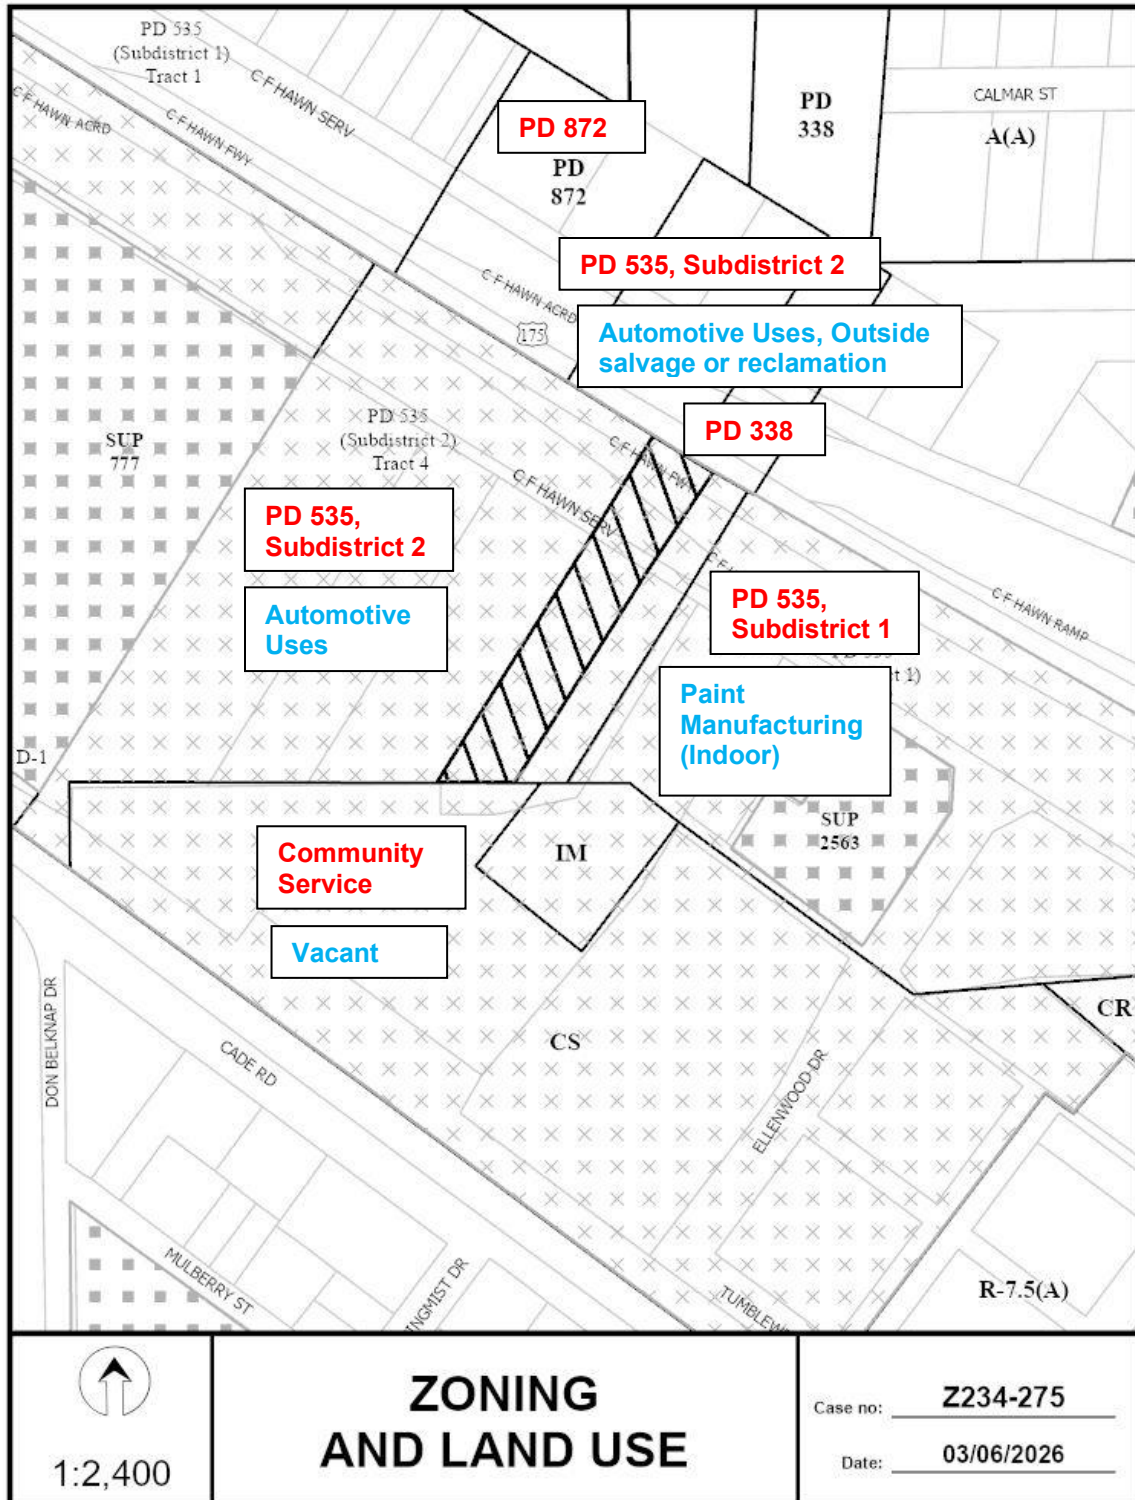 PD 535
(Subdistrict 1)
Tract 1
C F HAWN SERV
C F HAWN ACRD
C F HAWN FWY
PD 872
PD
872
PD
338
CALMAR ST
A(A)
PD 535, Subdistrict 2
C F HAWN ACRD
175
Automotive Uses, Outside
salvage or reclamation
PD 338
SUP
777
PD 535
(Subdistrict 2)
Tract 4
C F HAWN FWY
C F HAWN SERV
PD 535,
Subdistrict 2
Automotive
Uses
PD 535,
Subdistrict 1
C F HAWN RAMP
t 1)
Paint
Manufacturing
(Indoor)
D-1
SUP
2563
Community
Service
IM
Vacant
CS
CR
DON BELKNAP DR
CADE RD
ELLENWOOD DR
MULBERRY ST
INGMIST DR
TUMBLEW
R-7.5(A)
1:2,400
ZONING
AND LAND USE
Case no: Z234-275
Date: 03/06/2026